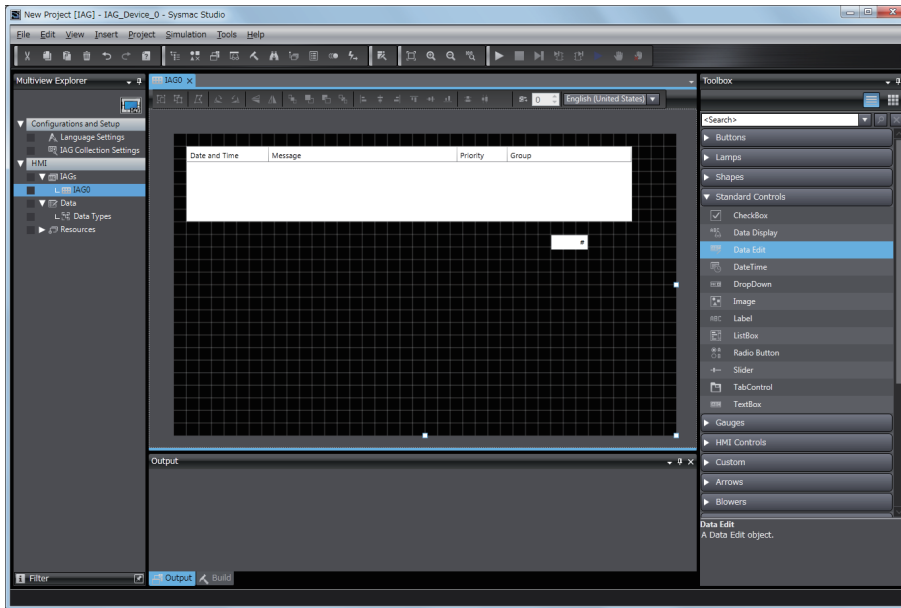 New Project [IAG] - IAG_Device_0 - Sysmac Studio
File Edit View Insert Project Simulation Tools Help
Multiview Explorer
Configurations and Setup
Language Settings
IAG Collection Settings
HMI
IAGs
IAG0
Data
Data Types
Resources
Filter
IAG0
0 English (United States)
Date and Time Message Priority Group
#
Output
Output Build
Toolbox
<Search>
Buttons
Lamps
Shapes
Standard Controls
CheckBox
Data Display
Data Edit
DateTime
DropDown
Image
ABC Label
ListBox
Radio Button
Slider
TabControl
TextBox
Gauges
HMI Controls
Custom
Arrows
Blowers
Data Edit
A Data Edit object.